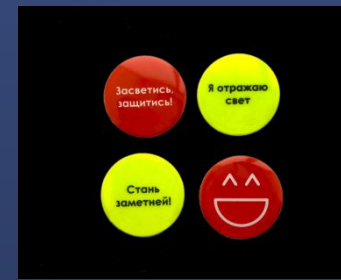 Засветись,
защитись!
Я отражаю
свет
Стань
заметней!